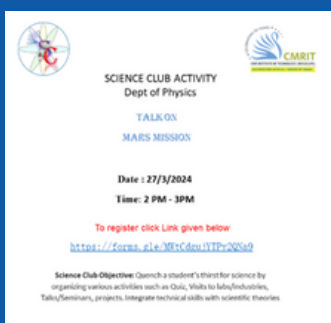 SC
CMRIT
SCIENCE CLUB ACTIVITY
Dept of Physics
TALK ON
MARS MISSION
Date : 27/3/2024
Time: 2 PM - 3PM
To register click Link given below
Science Club Objective: Quench a student's thirst for science by
organizing various activities such as Quiz, Visits to labs/industries,
Talks/Seminars, projects. Integrate technical skills with scientific theories